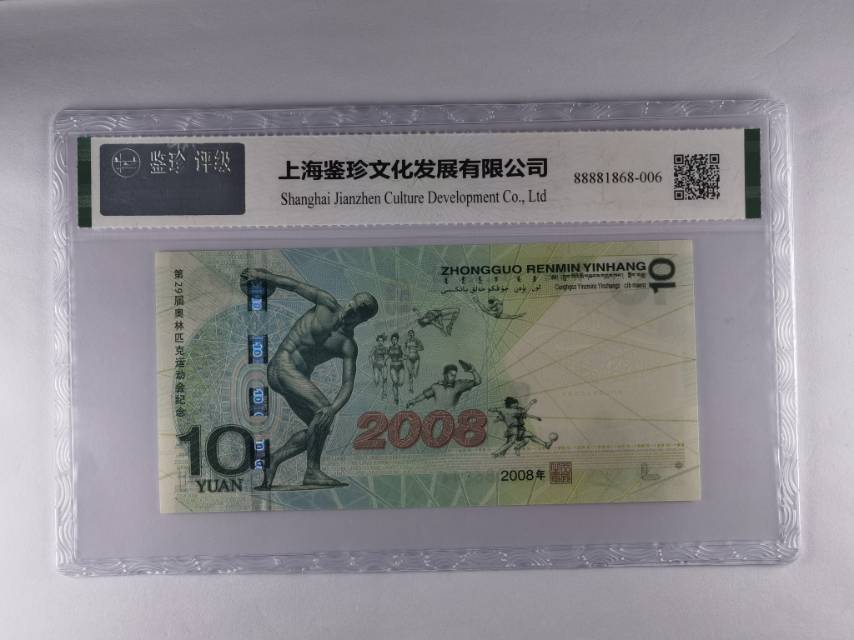 鉴珍 评级
上海鉴珍文化发展有限公司
Shanghai Jianzhen Culture Development Co., Ltd
88881868-006
ZHONGGUO RENMIN YINHANG
10
第29届奥林匹克运动会纪念
10
YUAN
2008
2008年